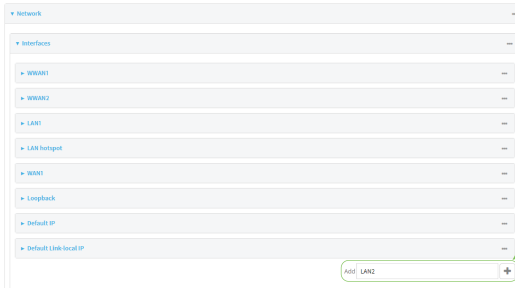 Network
Interfaces
WWAN1
WWAN2
LAN1
LAN hotspot
WAN1
Loopback
Default IP
Default Link-local IP
Add LAN2